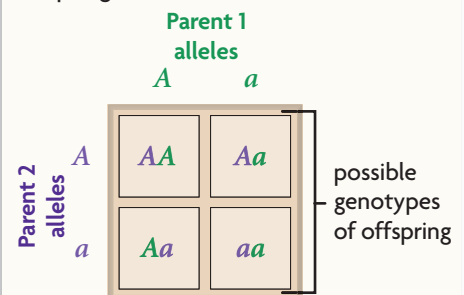 Parent 1
alleles
A a
Parent 2
alleles
A
a
AA Aa
Aa aa
possible
genotypes
of offspring